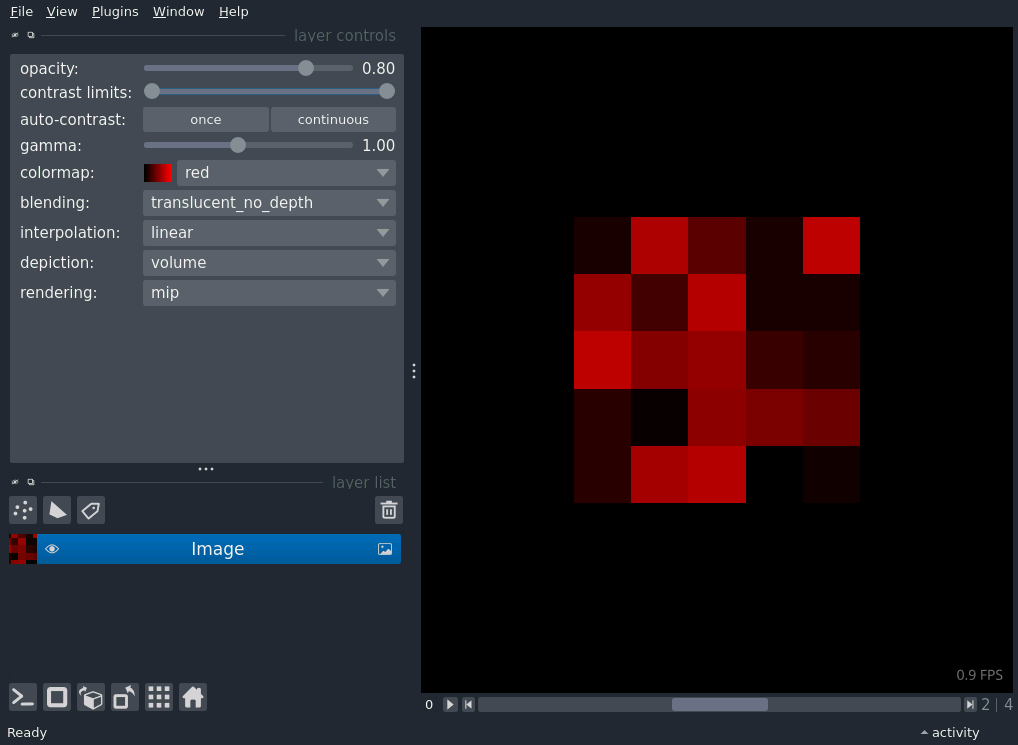 File View Plugins Window Help
layer controls
opacity: 0.80
contrast limits:
auto-contrast: once continuous
gamma: 1.00
colormap: red
blending: translucent_no_depth
interpolation: linear
depiction: volume
rendering: mip
layer list
Image
0.9 FPS
0 2 | 4
Ready activity